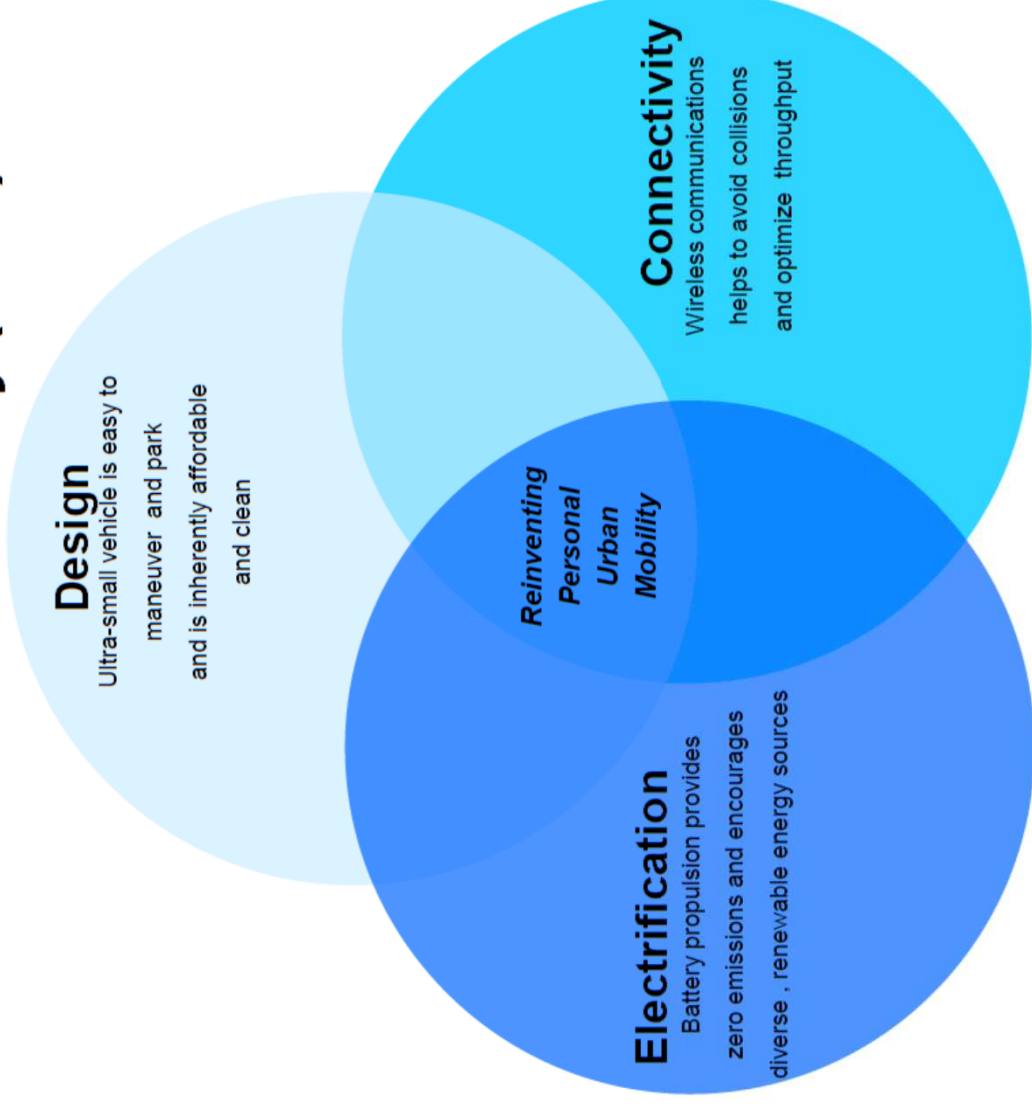 Design
Ultra-small vehicle is easy to
maneuver and park
and is inherently affordable
and clean
Reinventing
Personal
Urban
Mobility
Electrification
Battery propulsion provides
zero emissions and encourages
diverse , renewable energy sources
Connectivity
Wireless communications
helps to avoid collisions
and optimize throughput